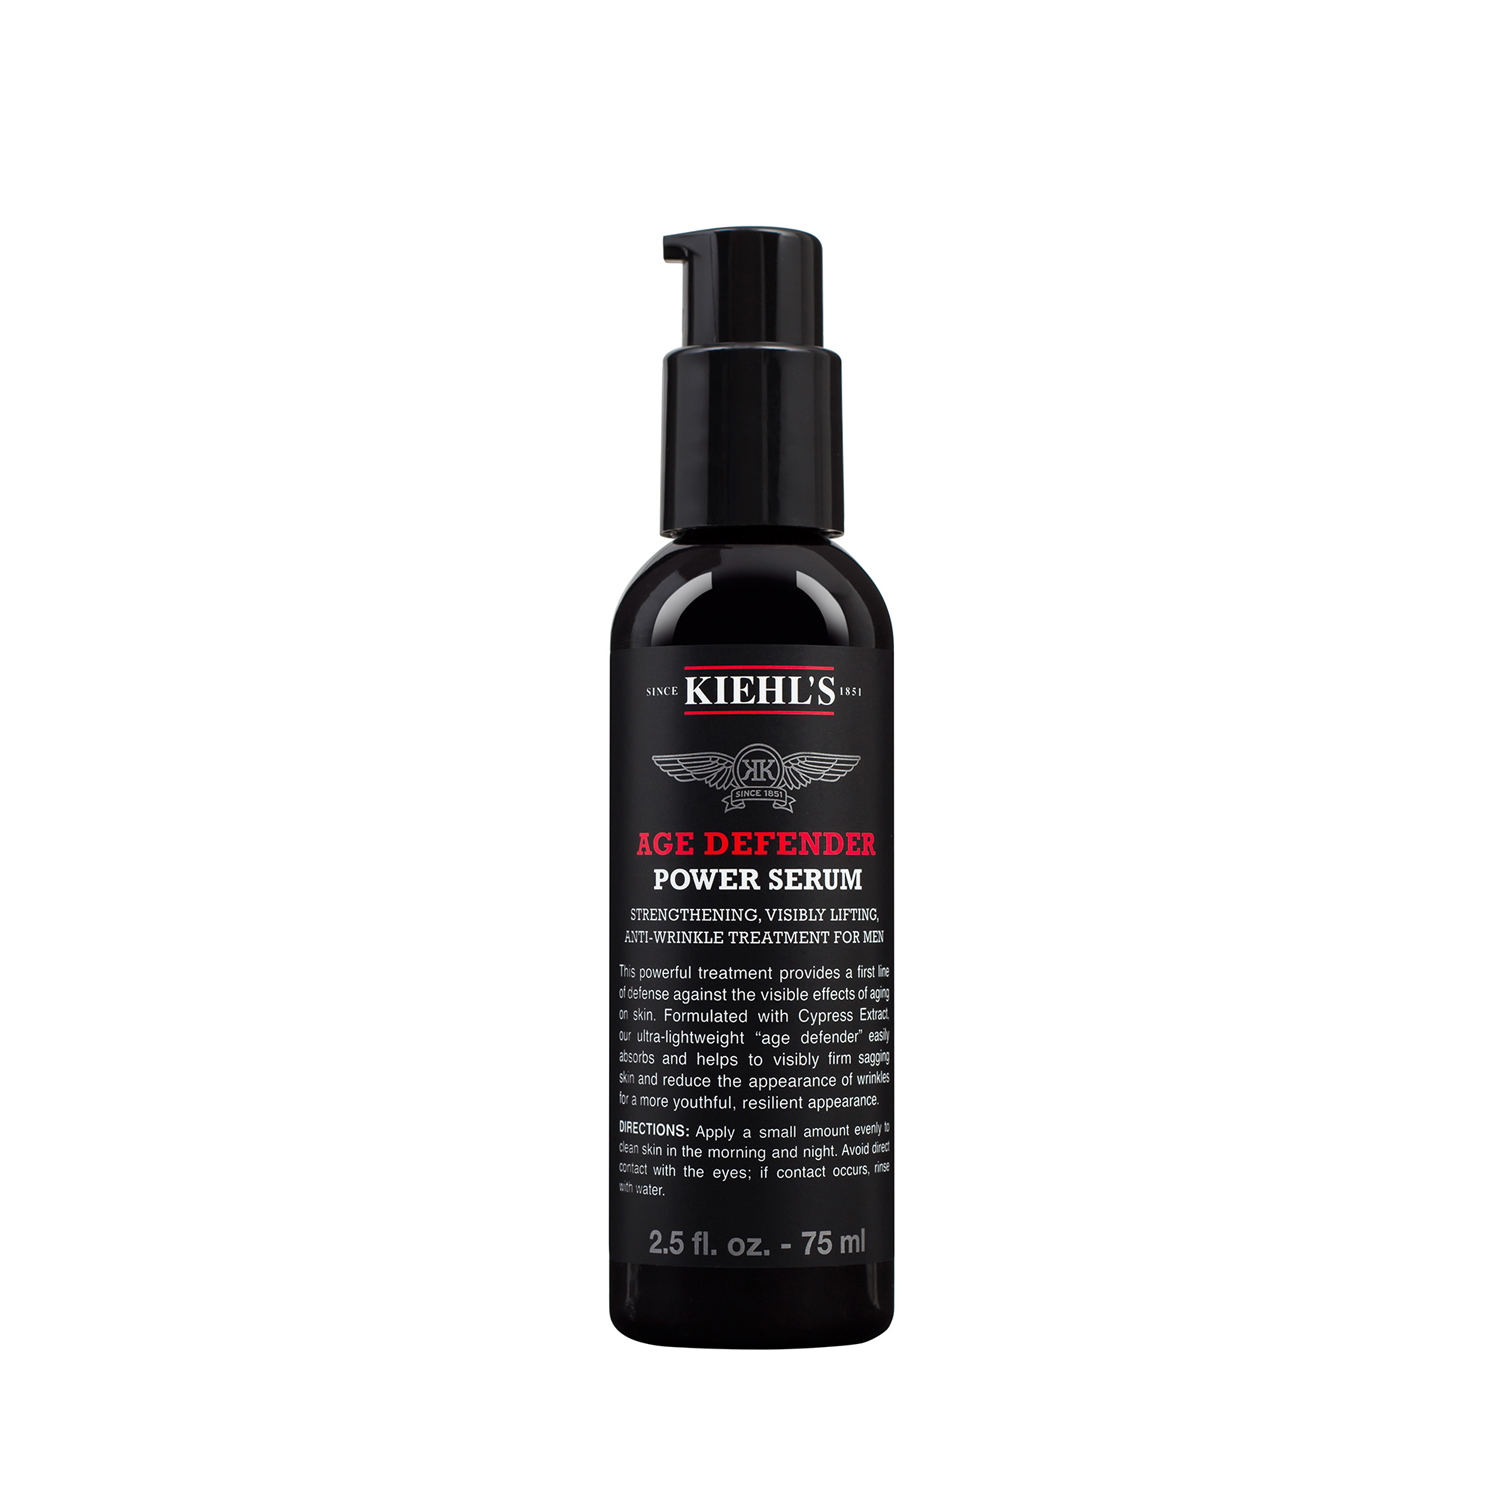 SINCE KIEHL'S 1851
KK
SINCE 1851
AGE DEFENDER
POWER SERUM
STRENGTHENING, VISIBLY LIFTING,
ANTI-WRINKLE TREATMENT FOR MEN
This powerful treatment provides a first line
of defense against the visible effects of aging
on skin. Formulated with Cypress Extract,
our ultra-lightweight “age defender” easily
absorbs and helps to visibly firm sagging
skin and reduce the appearance of wrinkles
for a more youthful, resilient appearance.
DIRECTIONS: Apply a small amount evenly to
clean skin in the morning and night. Avoid direct
contact with the eyes; if contact occurs, rinse
with water.
2.5 fl. oz. - 75 ml